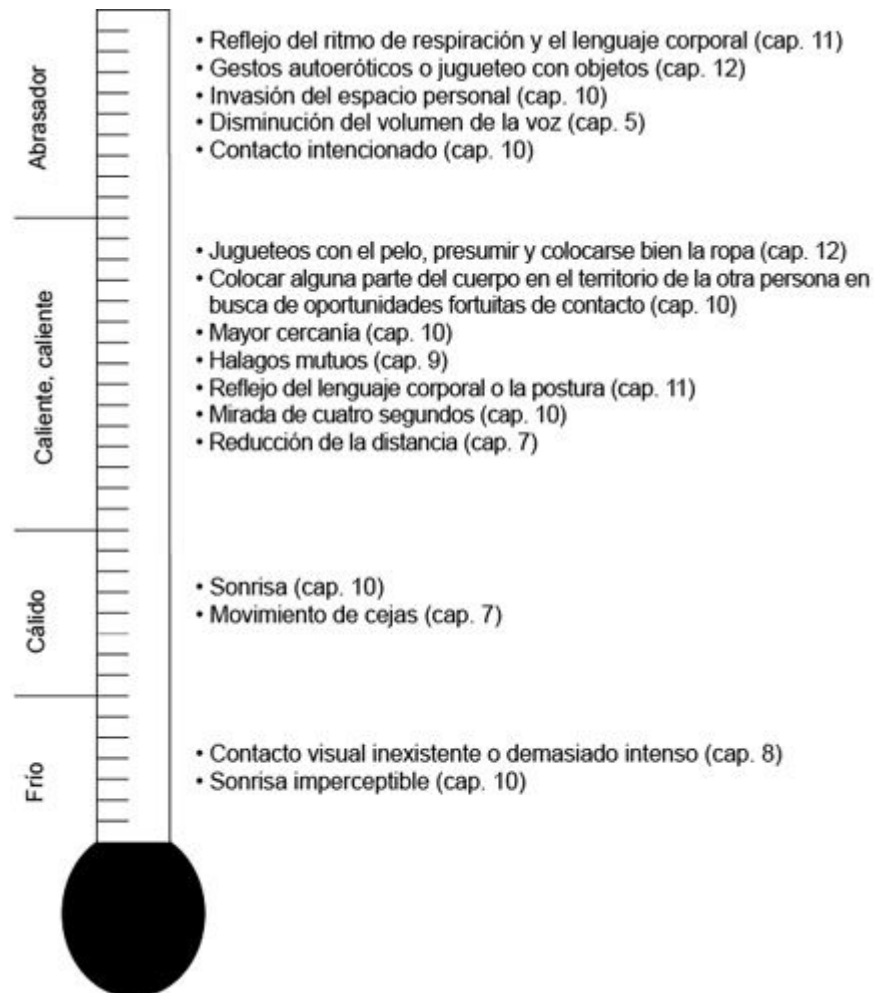 Abrasador
• Reflejo del ritmo de respiración y el lenguaje corporal (cap. 11)
• Gestos autoeróticos o jugueteo con objetos (cap. 12)
• Invasión del espacio personal (cap. 10)
• Disminución del volumen de la voz (cap. 5)
• Contacto intencionado (cap. 10)
Caliente, caliente
• Jugueteos con el pelo, presumir y colocarse bien la ropa (cap. 12)
• Colocar alguna parte del cuerpo en el territorio de la otra persona en
busca de oportunidades fortuitas de contacto (cap. 10)
• Mayor cercanía (cap. 10)
• Halagos mutuos (cap. 9)
• Reflejo del lenguaje corporal o la postura (cap. 11)
• Mirada de cuatro segundos (cap. 10)
• Reducción de la distancia (cap. 7)
Cálido
• Sonrisa (cap. 10)
• Movimiento de cejas (cap. 7)
Frío
• Contacto visual inexistente o demasiado intenso (cap. 8)
• Sonrisa imperceptible (cap. 10)